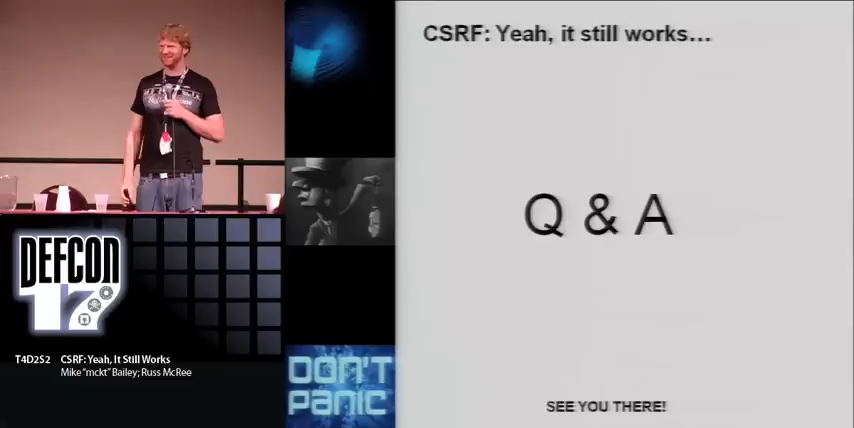 CSRF: Yeah, it still works...
Q & A
SEE YOU THERE!
DEFCON
17
T4D2S2 CSRF: Yeah, It Still Works
Mike "mckt" Bailey; Russ McRee
DON'T
PANIC